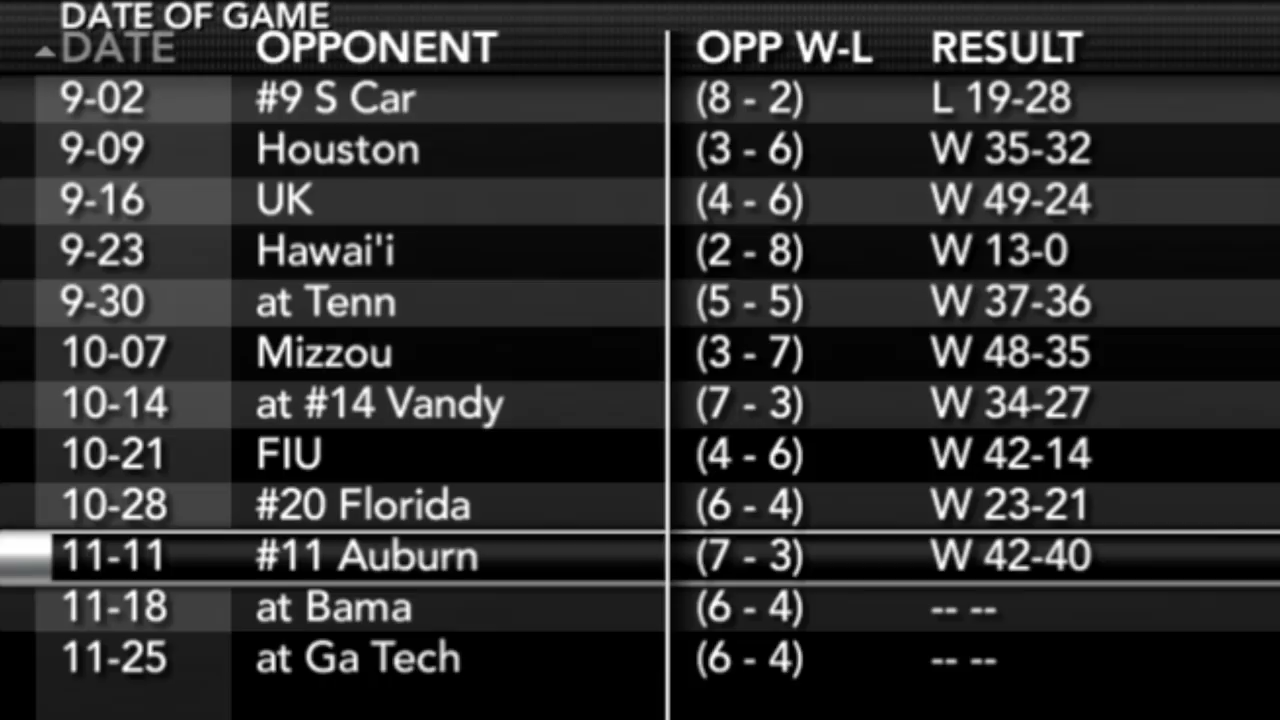 DATE OF GAME
DATE OPPONENT OPP W-L RESULT
9-02 #9 S Car (8 - 2) L 19-28
9-09 Houston (3 - 6) W 35-32
9-16 UK (4 - 6) W 49-24
9-23 Hawai'i (2 - 8) W 13-0
9-30 at Tenn (5 - 5) W 37-36
10-07 Mizzou (3 - 7) W 48-35
10-14 at #14 Vandy (7 - 3) W 34-27
10-21 FIU (4 - 6) W 42-14
10-28 #20 Florida (6 - 4) W 23-21
11-11 #11 Auburn (7 - 3) W 42-40
11-18 at Bama (6 - 4) -- --
11-25 at Ga Tech (6 - 4) -- --